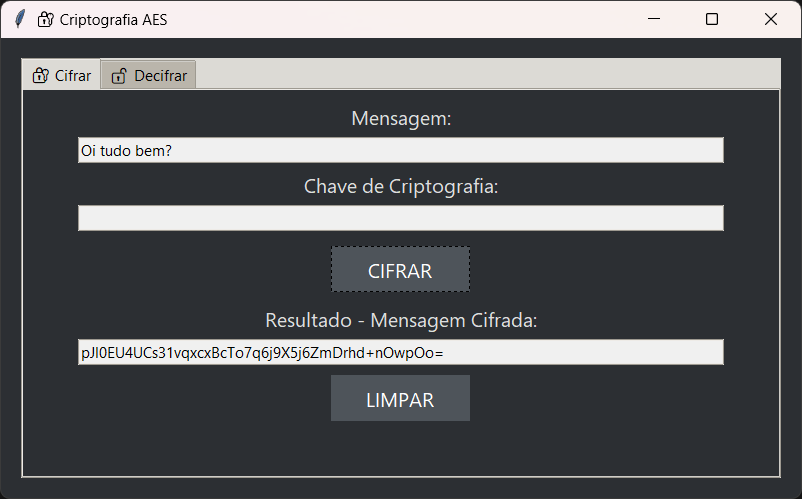 Criptografia AES
Cifrar Decifrar
Mensagem:
Oi tudo bem?
Chave de Criptografia:
CIFRAR
Resultado - Mensagem Cifrada:
pJI0EU4UCs31vqxcxBcTo7q6j9X5j6ZmDrhd+nOwpOo=
LIMPAR